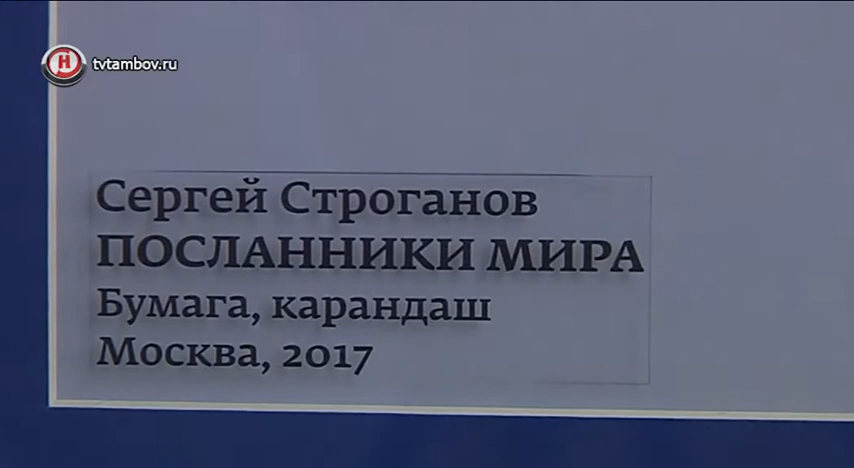 Н tvtambov.ru
Сергей Строганов
ПОСЛАННИКИ МИРА
Бумага, карандаш
Москва, 2017